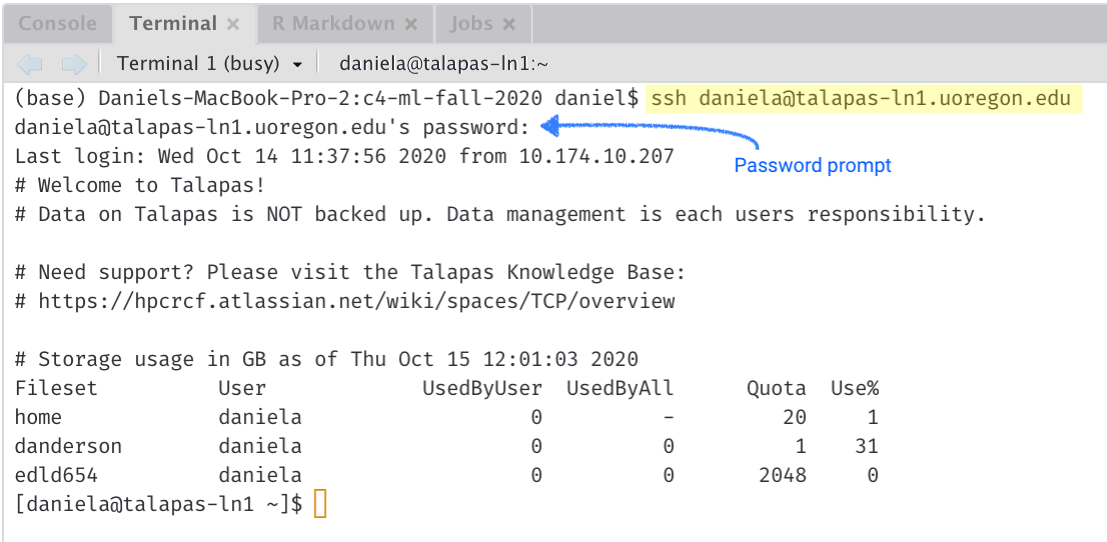 Console Terminal × R Markdown × Jobs ×
Terminal 1 (busy) daniela@talapas-ln1:~
(base) Daniels-MacBook-Pro-2:c4-ml-fall-2020 daniel$ ssh daniela@talapas-ln1.uoregon.edu
daniela@talapas-ln1.uoregon.edu's password:
Last login: Wed Oct 14 11:37:56 2020 from 10.174.10.207
Password prompt
# Welcome to Talapas!
# Data on Talapas is NOT backed up. Data management is each users responsibility.
# Need support? Please visit the Talapas Knowledge Base:
# https://hpcrcf.atlassian.net/wiki/spaces/TCP/overview
# Storage usage in GB as of Thu Oct 15 12:01:03 2020
Fileset User UsedByUser UsedByAll Quota Use%
home daniela 0 - 20 1
danderson daniela 0 0 1 31
edld654 daniela 0 0 2048 0
[daniela@talapas-ln1 ~]$